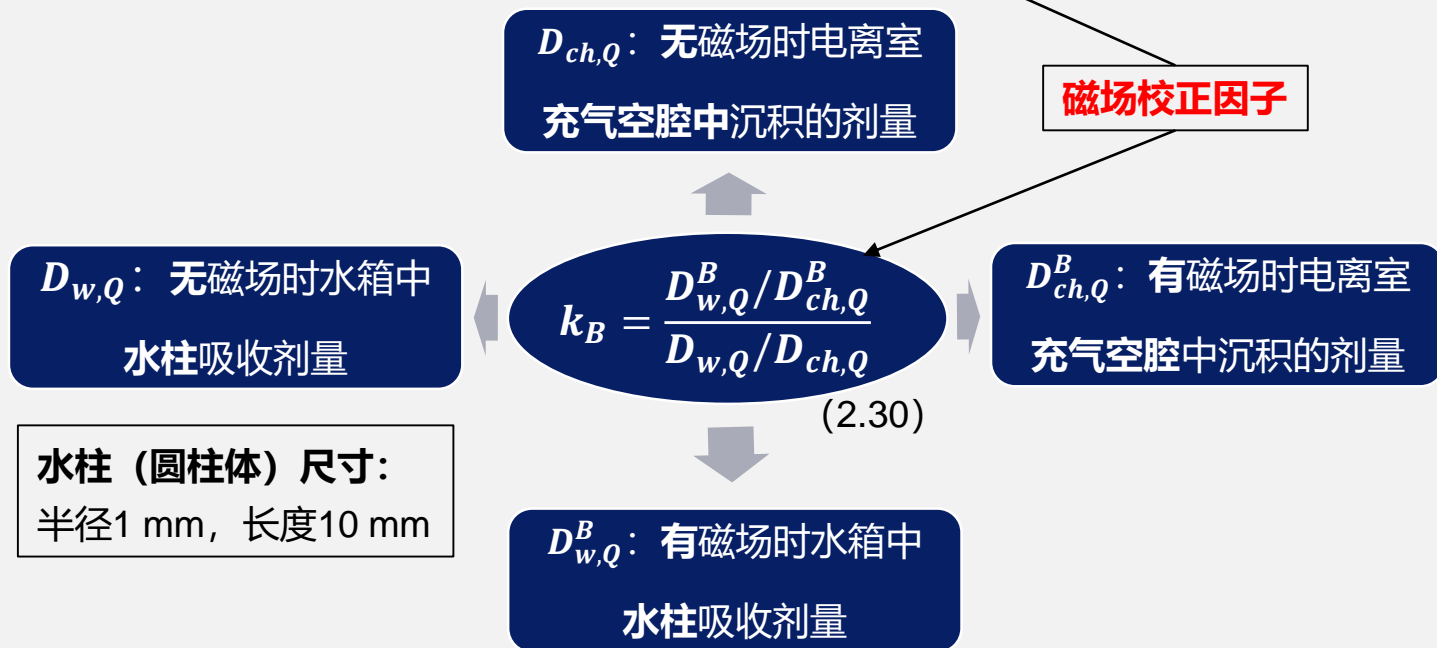 D_{ch,Q}：无磁场时电离室
充气空腔中沉积的剂量
磁场校正因子
D_{w,Q}：无磁场时水箱中
水柱吸收剂量
k_B = \frac{D^B_{w,Q}/D^B_{ch,Q}}{D_{w,Q}/D_{ch,Q}}
(2.30)
D^B_{ch,Q}：有磁场时电离室
充气空腔中沉积的剂量
水柱（圆柱体）尺寸：
半径1 mm，长度10 mm
D^B_{w,Q}：有磁场时水箱中
水柱吸收剂量